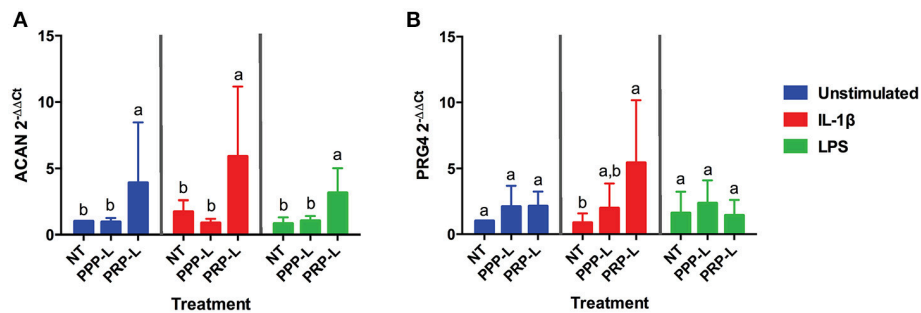 A
ACAN 2-ΔΔCt
15
10
5
0
b b a b b a b b a
NT PPP-L PRP-L NT PPP-L PRP-L NT PPP-L PRP-L
Treatment
B
PRG4 2-ΔΔCt
15
10
5
0
a a a b a,b a a a a
NT PPP-L PRP-L NT PPP-L PRP-L NT PPP-L PRP-L
Treatment
Unstimulated
IL-1β
LPS